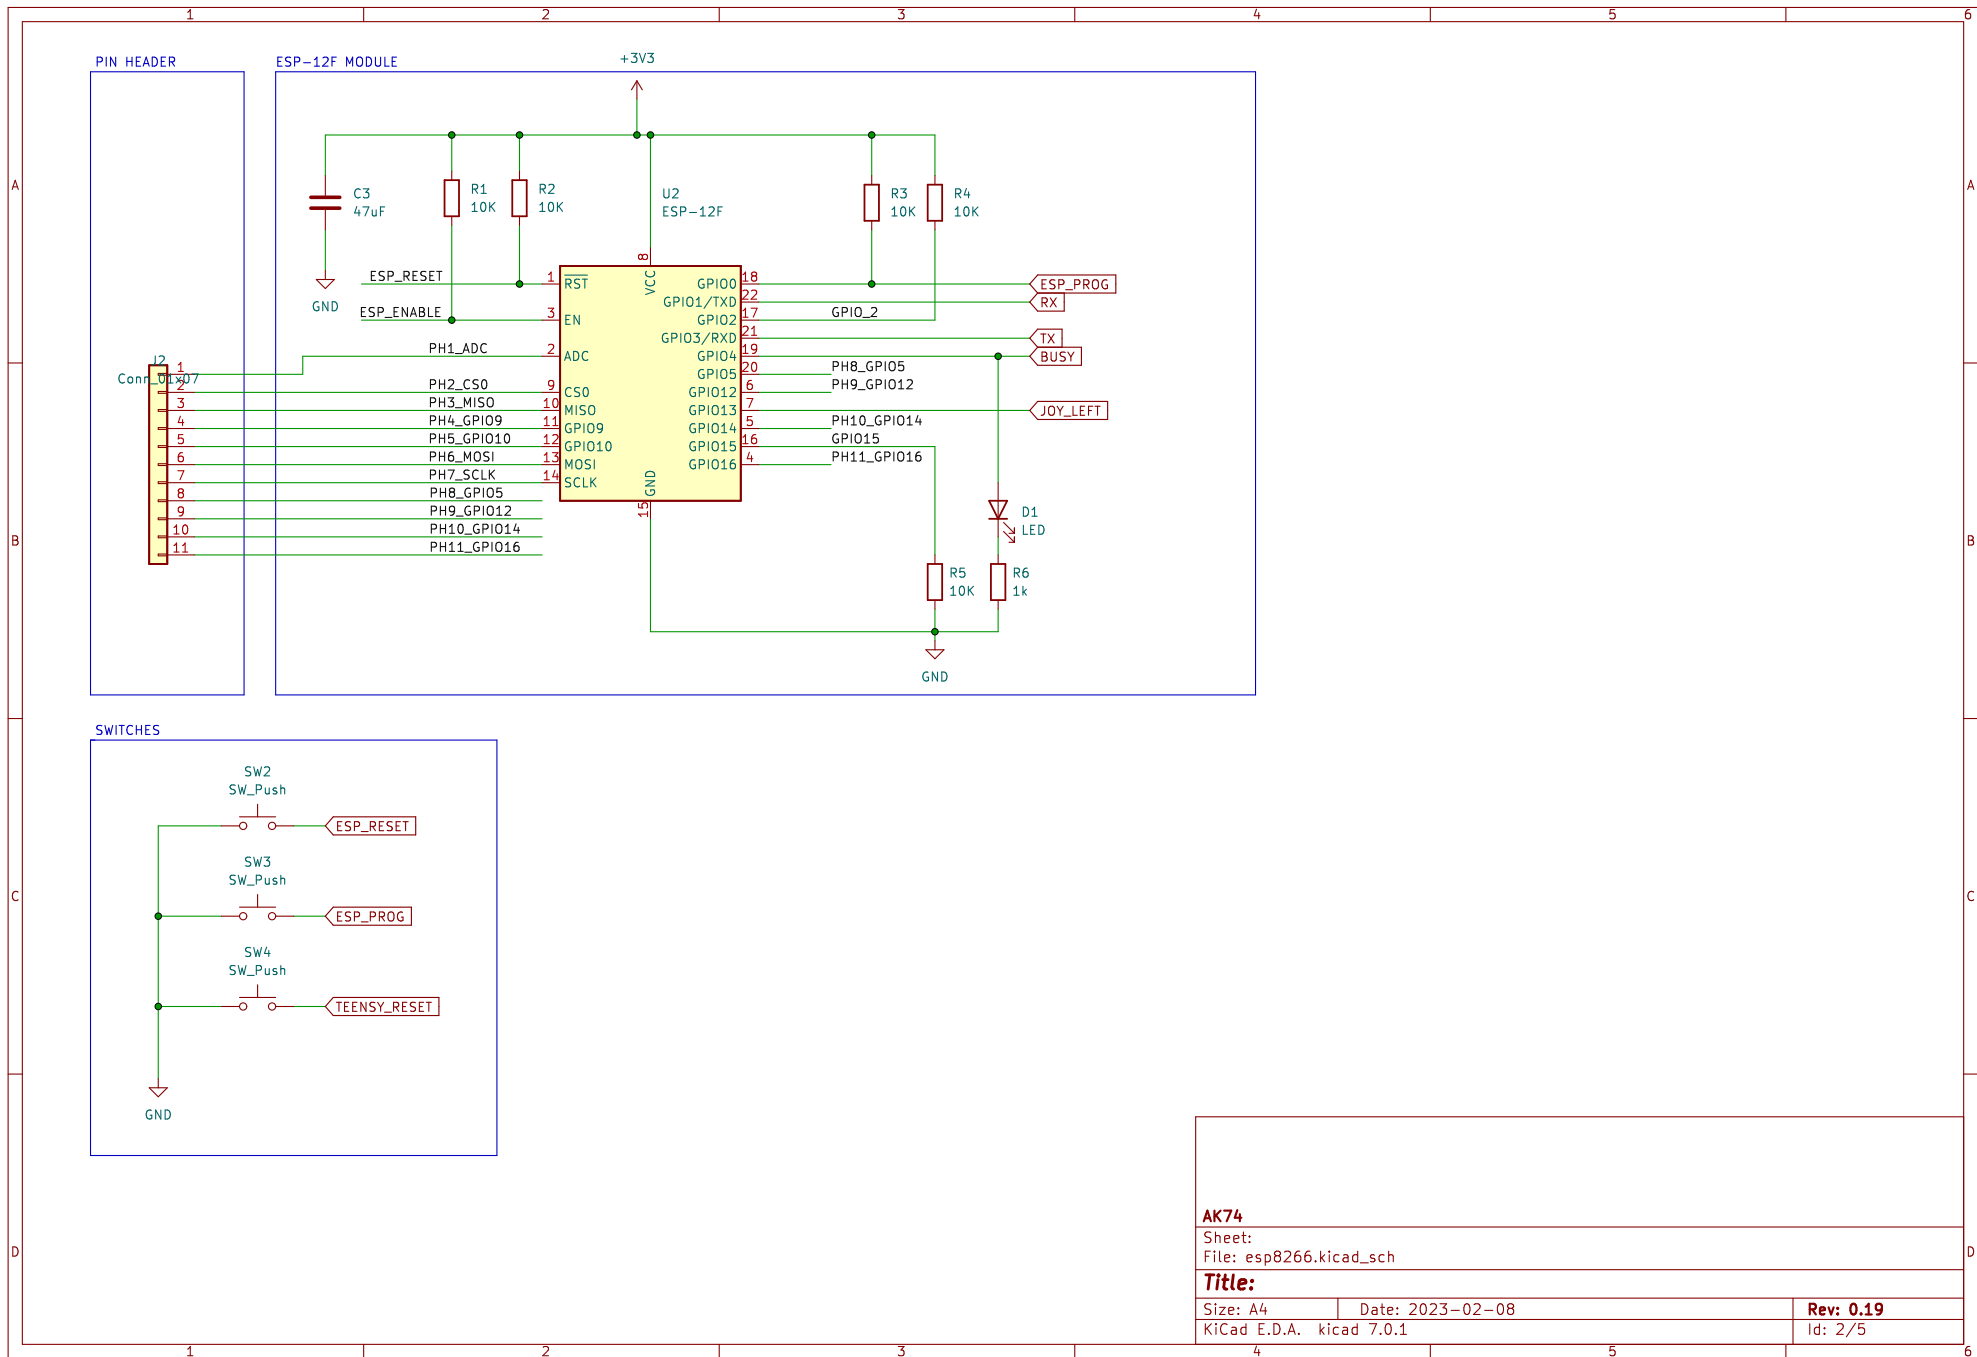 1 2 3 4 5 6
PIN HEADER
ESP-12F MODULE
+3V3
A
A
C3
47uF
R1
10K
R2
10K
U2
ESP-12F
R3
10K
R4
10K
GND
ESP_RESET
ESP_ENABLE
PH1_ADC
PH2_CS0
PH3_MISO
PH4_GPIO9
PH5_GPIO10
PH6_MOSI
PH7_SCLK
PH8_GPIO5
PH9_GPIO12
PH10_GPIO14
PH11_GPIO16
J2
Conn_01x07
1
2
3
4
5
6
7
8
9
10
11
8
VCC
1 RST
3 EN
2 ADC
9 CS0
10 MISO
11 GPIO9
12 GPIO10
13 MOSI
14 SCLK
GND
15
GPIO0 18
GPIO1/TXD 22
GPIO2 17
GPIO3/RXD 21
GPIO4 19
GPIO5 20
GPIO12 6
GPIO13 7
GPIO14 5
GPIO15 16
GPIO16 4
GPIO_2
PH8_GPIO5
PH9_GPIO12
PH10_GPIO14
GPIO15
PH11_GPIO16
ESP_PROG
RX
TX
BUSY
JOY_LEFT
D1
LED
R5
10K
R6
1k
GND
B
B
SWITCHES
SW2
SW_Push
ESP_RESET
SW3
SW_Push
ESP_PROG
SW4
SW_Push
TEENSY_RESET
GND
C
C
D
D
AK74
Sheet:
File: esp8266.kicad_sch
Title:
Size: A4 Date: 2023-02-08 Rev: 0.19
KiCad E.D.A. kicad 7.0.1 Id: 2/5
1 2 3 4 5 6